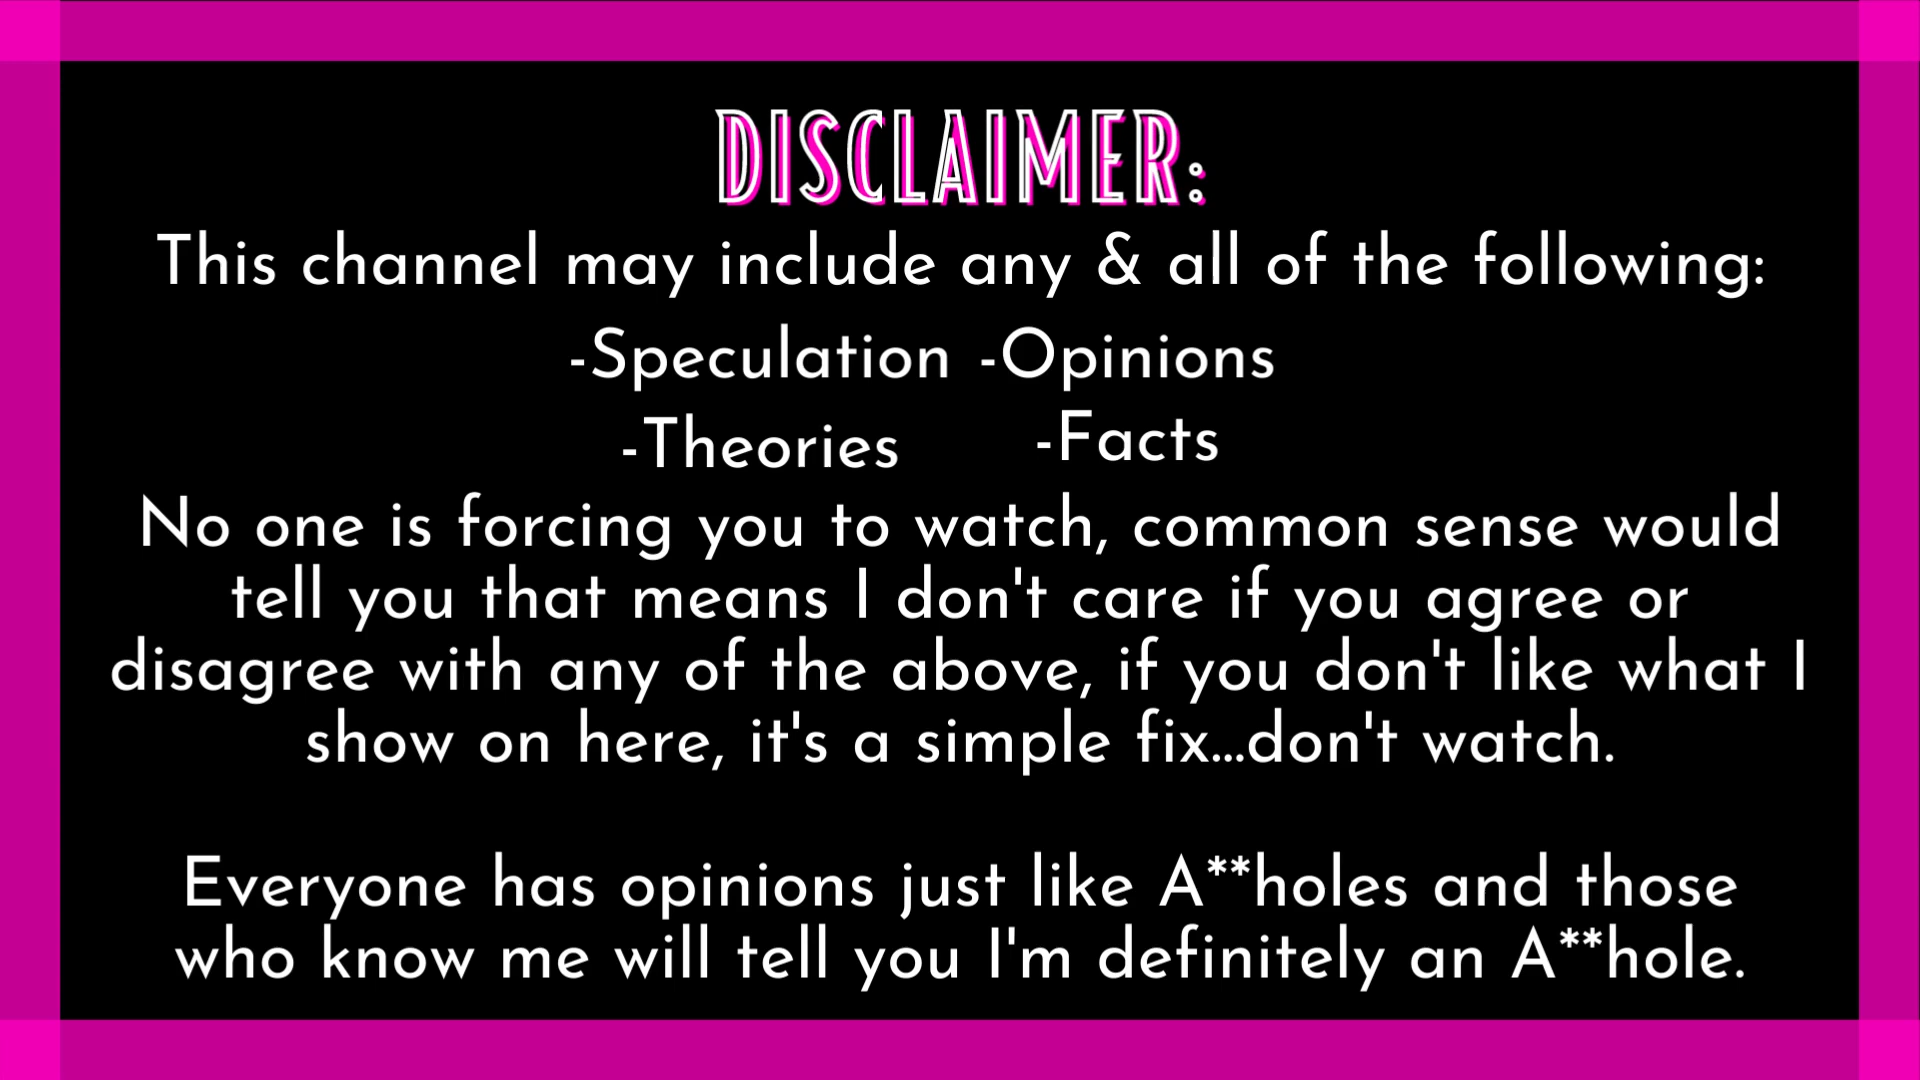 DISCLAIMER:
This channel may include any & all of the following:
-Speculation -Opinions
-Theories -Facts
No one is forcing you to watch, common sense would
tell you that means I don't care if you agree or
disagree with any of the above, if you don't like what I
show on here, it's a simple fix...don't watch.
Everyone has opinions just like A**holes and those
who know me will tell you I'm definitely an A**hole.